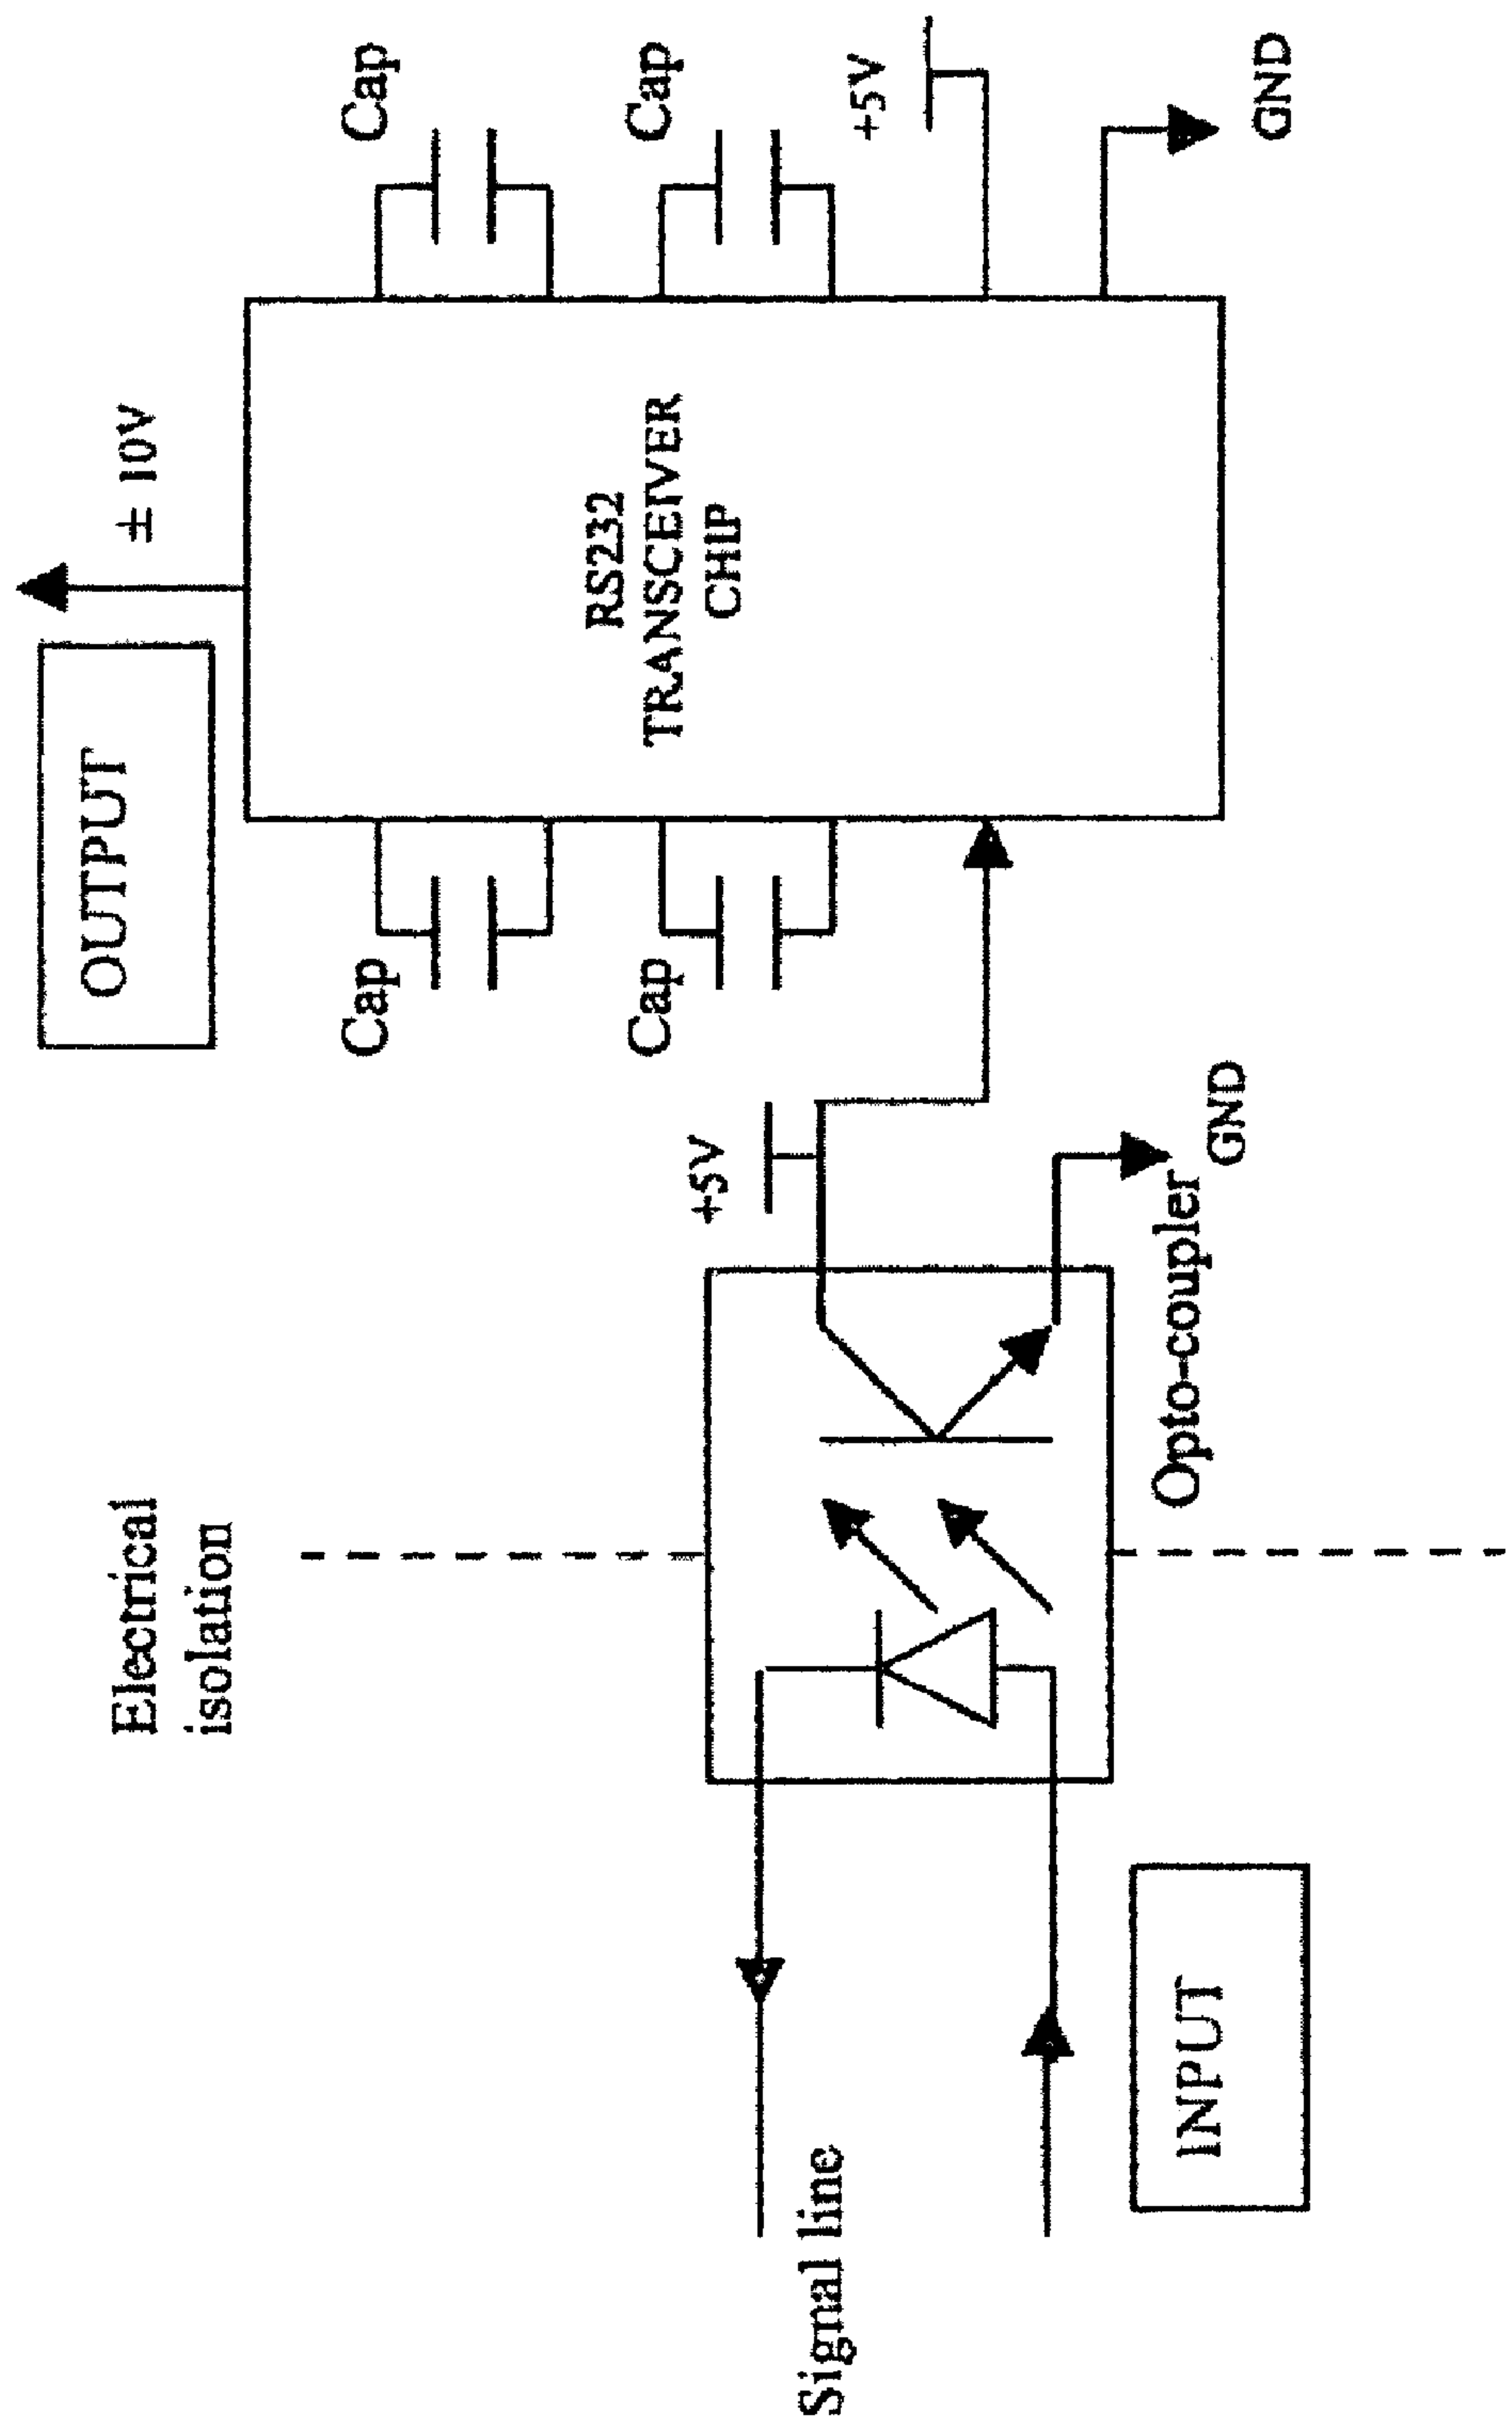 Electrical
isolation
OUTPUT
± 10V
Cap
Cap
Cap
Cap
RS232
TRANSCEIVER
CHIP
+5V
+5V
GND
GND
Opto-coupler
Signal line
INPUT